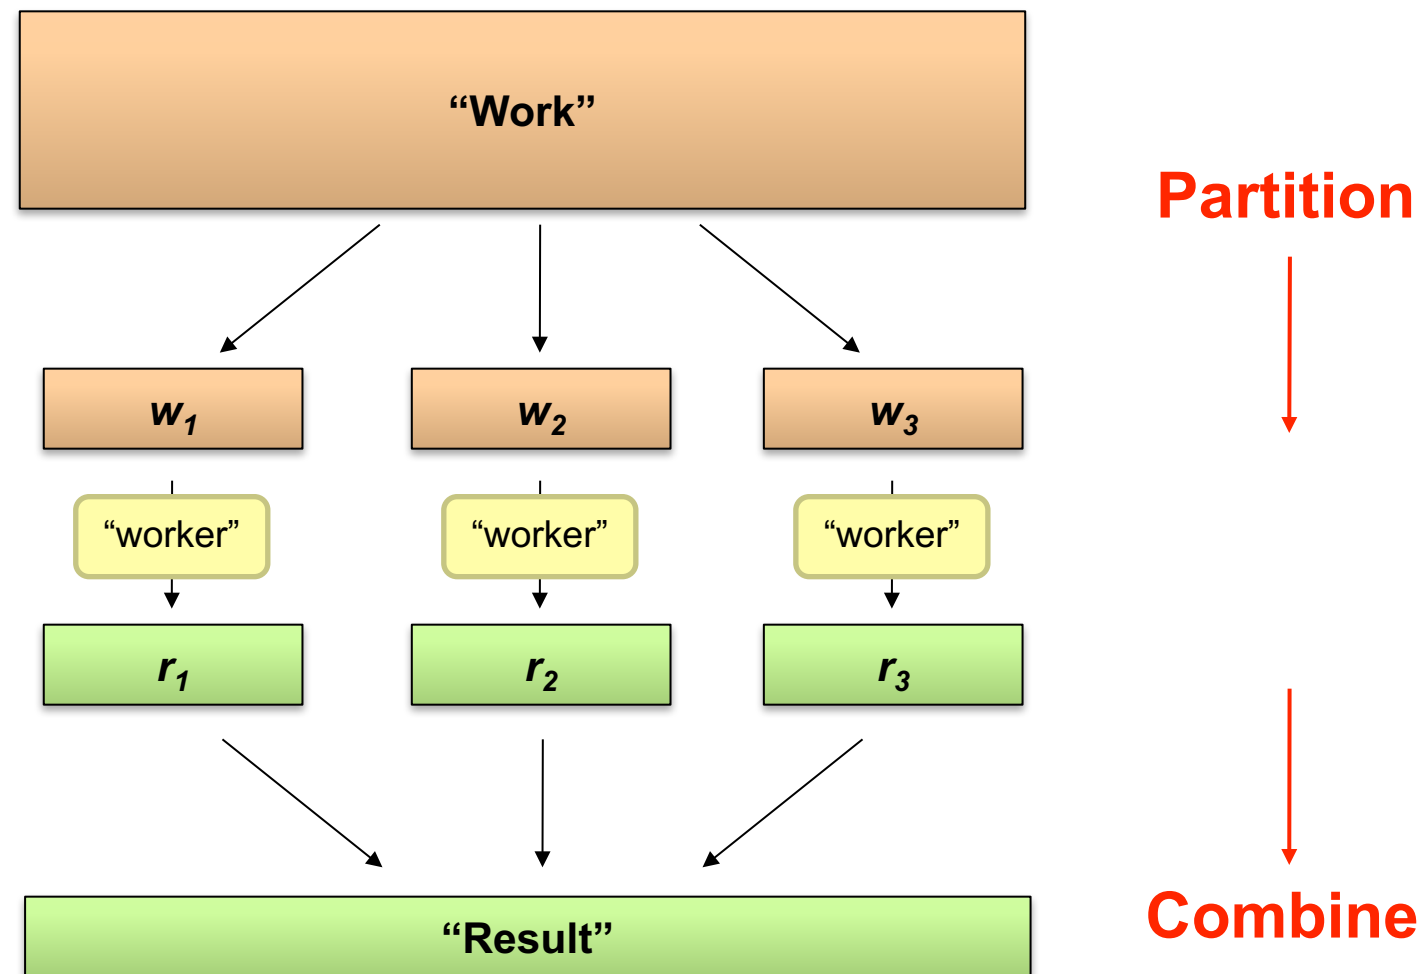 “Work”
Partition
w₁ w₂ w₃
“worker” “worker” “worker”
r₁ r₂ r₃
“Result”
Combine